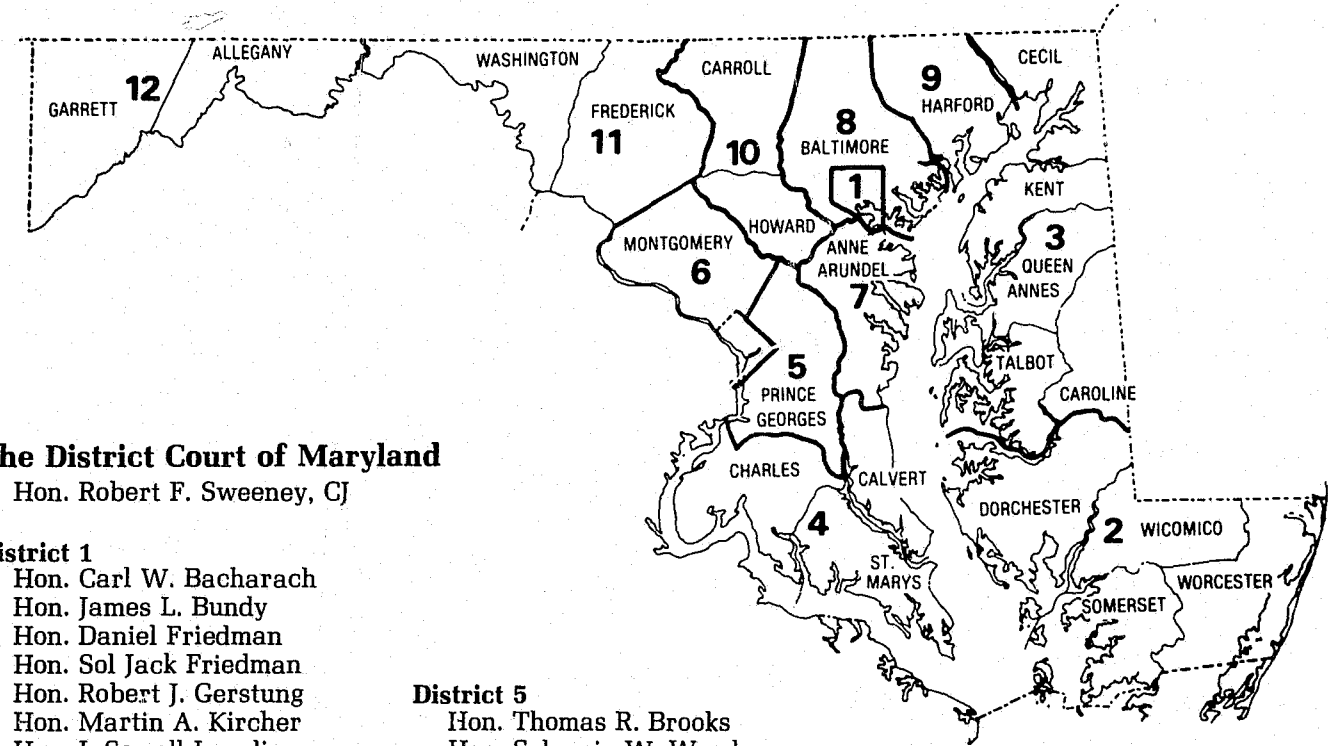 ALLEGANY
WASHINGTON
CARROLL
CECIL
12
GARRETT
9
HARFORD
FREDERICK
11
8
BALTIMORE
10
1
KENT
MONTGOMERY
6
HOWARD
ANNE
ARUNDEL
7
3
QUEEN
ANNES
TALBOT
5
PRINCE
GEORGES
CAROLINE
CHARLES
CALVERT
DORCHESTER
2 WICOMICO
4
ST.
MARYS
WORCESTER
SOMERSET
he District Court of Maryland
Hon. Robert F. Sweeney, CJ
istrict 1
Hon. Carl W. Bacharach
Hon. James L. Bundy
Hon. Daniel Friedman
Hon. Sol Jack Friedman
Hon. Robert J. Gerstung
Hon. Martin A. Kircher
District 5
Hon. Thomas R. Brooks